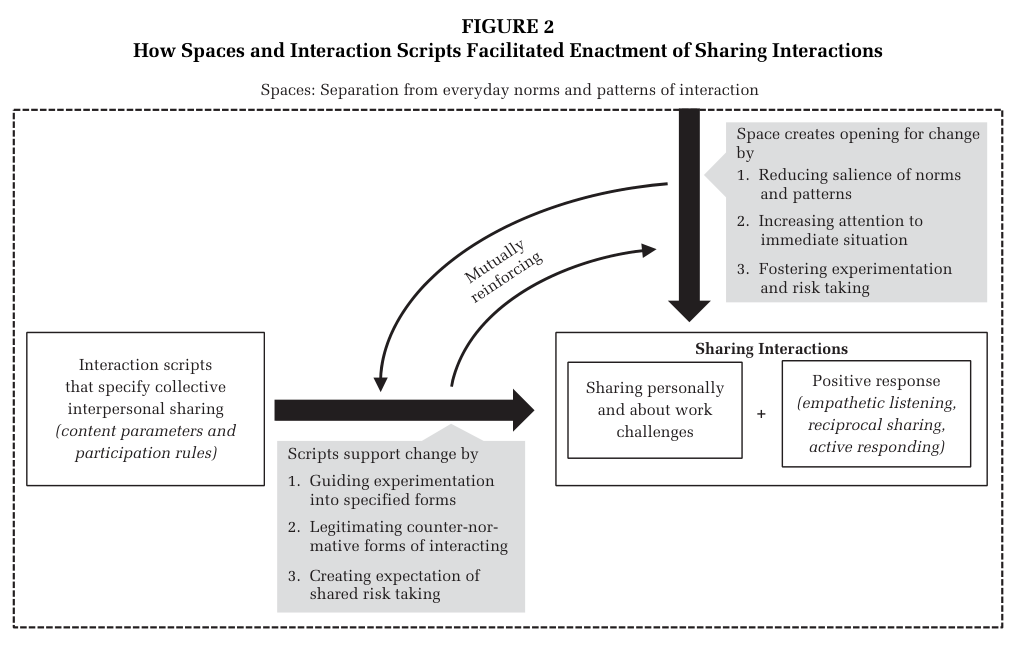 FIGURE 2
How Spaces and Interaction Scripts Facilitated Enactment of Sharing Interactions
Spaces: Separation from everyday norms and patterns of interaction
Space creates opening for change
by
1. Reducing salience of norms
and patterns
2. Increasing attention to
immediate situation
3. Fostering experimentation
and risk taking
Mutually
reinforcing
Interaction scripts
that specify collective
interpersonal sharing
(content parameters and
participation rules)
Scripts support change by
1. Guiding experimentation
into specified forms
2. Legitimating counter-nor-
mative forms of interacting
3. Creating expectation of
shared risk taking
Sharing Interactions
Sharing personally
and about work
challenges
+
Positive response
(empathetic listening,
reciprocal sharing,
active responding)